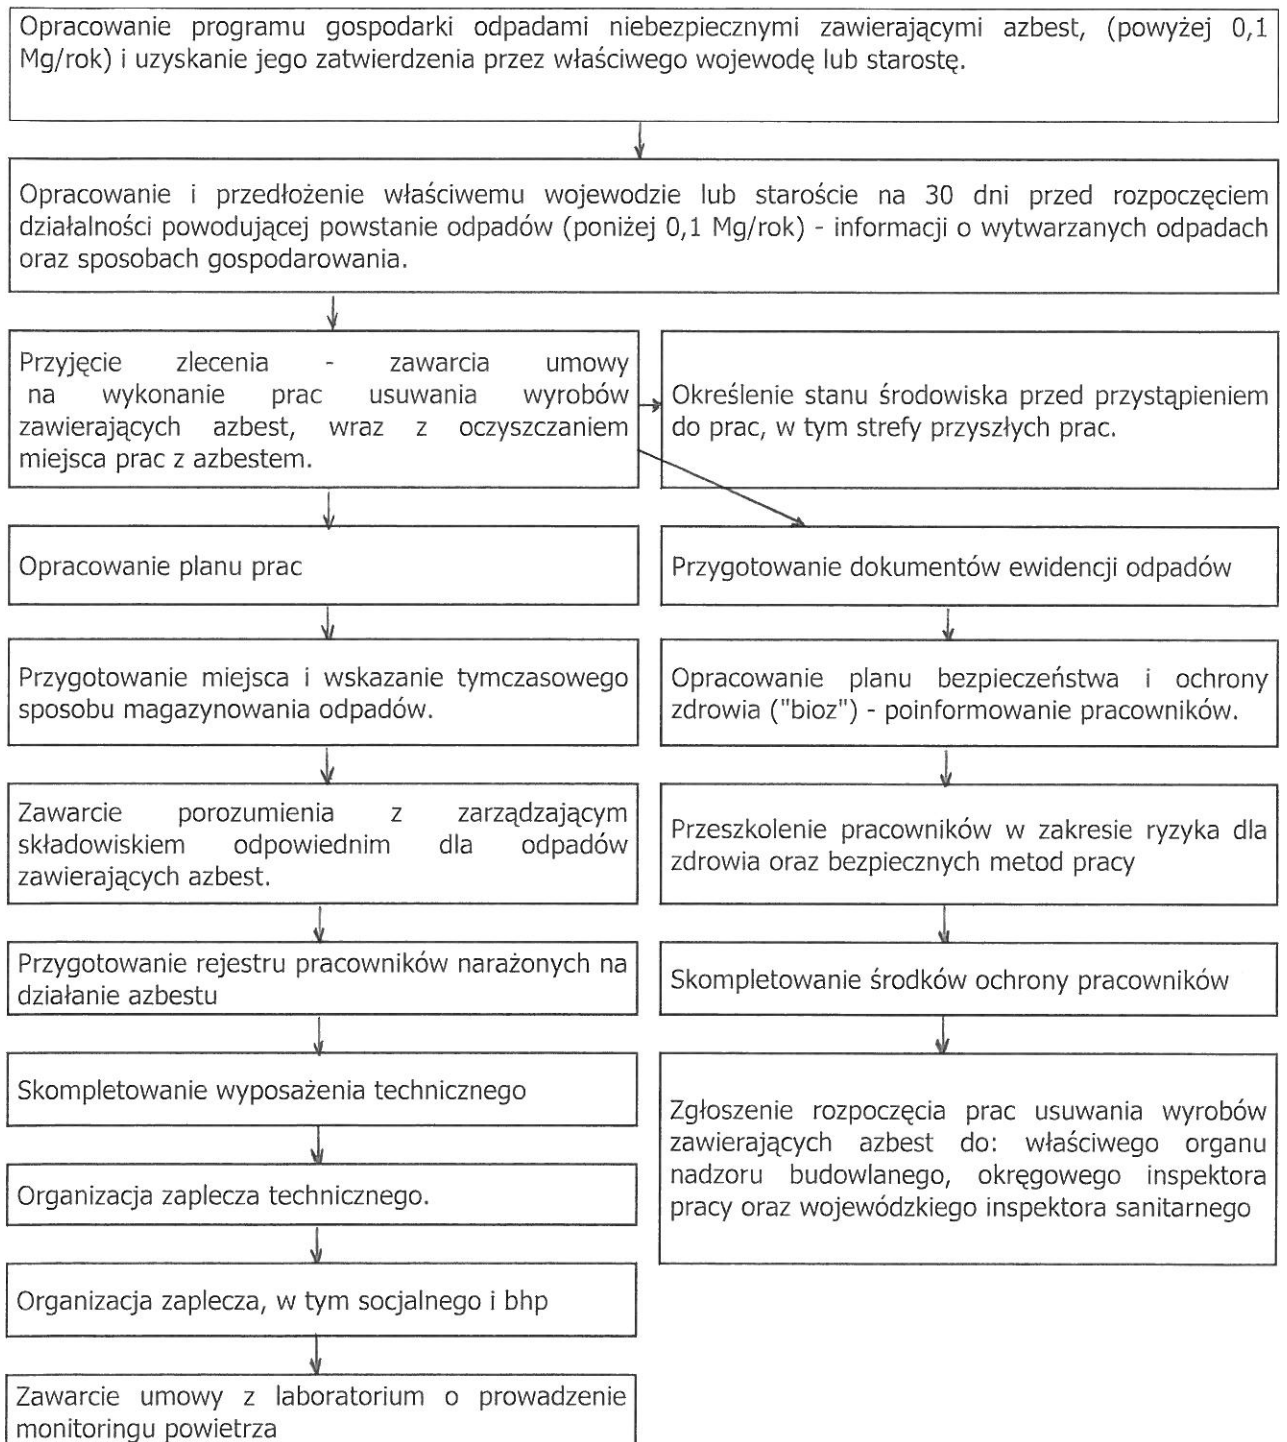 Opracowanie programu gospodarki odpadami niebezpiecznymi zawierającymi azbest, (powyżej 0,1
Mg/rok) i uzyskanie jego zatwierdzenia przez właściwego wojewodę lub starostę.
Opracowanie i przedłożenie właściwemu wojewodzie lub staroście na 30 dni przed rozpoczęciem
działalności powodującej powstanie odpadów (poniżej 0,1 Mg/rok) - informacji o wytwarzanych odpadach
oraz sposobach gospodarowania.
Przyjęcie zlecenia - zawarcia umowy
na wykonanie prac usuwania wyrobów
zawierających azbest, wraz z oczyszczaniem
miejsca prac z azbestem.
Określenie stanu środowiska przed przystąpieniem
do prac, w tym strefy przyszłych prac.
Opracowanie planu prac
Przygotowanie dokumentów ewidencji odpadów
Przygotowanie miejsca i wskazanie tymczasowego
sposobu magazynowania odpadów.
Opracowanie planu bezpieczeństwa i ochrony
zdrowia ("bioz") - poinformowanie pracowników.
Zawarcie porozumienia z zarządzającym
składowiskiem odpowiednim dla odpadów
zawierających azbest.
Przeszkolenie pracowników w zakresie ryzyka dla
zdrowia oraz bezpiecznych metod pracy
Przygotowanie rejestru pracowników narażonych na
działanie azbestu
Skompletowanie środków ochrony pracowników
Skompletowanie wyposażenia technicznego
Zgłoszenie rozpoczęcia prac usuwania wyrobów
zawierających azbest do: właściwego organu
nadzoru budowlanego, okręgowego inspektora
pracy oraz wojewódzkiego inspektora sanitarnego
Organizacja zaplecza technicznego.
Organizacja zaplecza, w tym socjalnego i bhp
Zawarcie umowy z laboratorium o prowadzenie
monitoringu powietrza